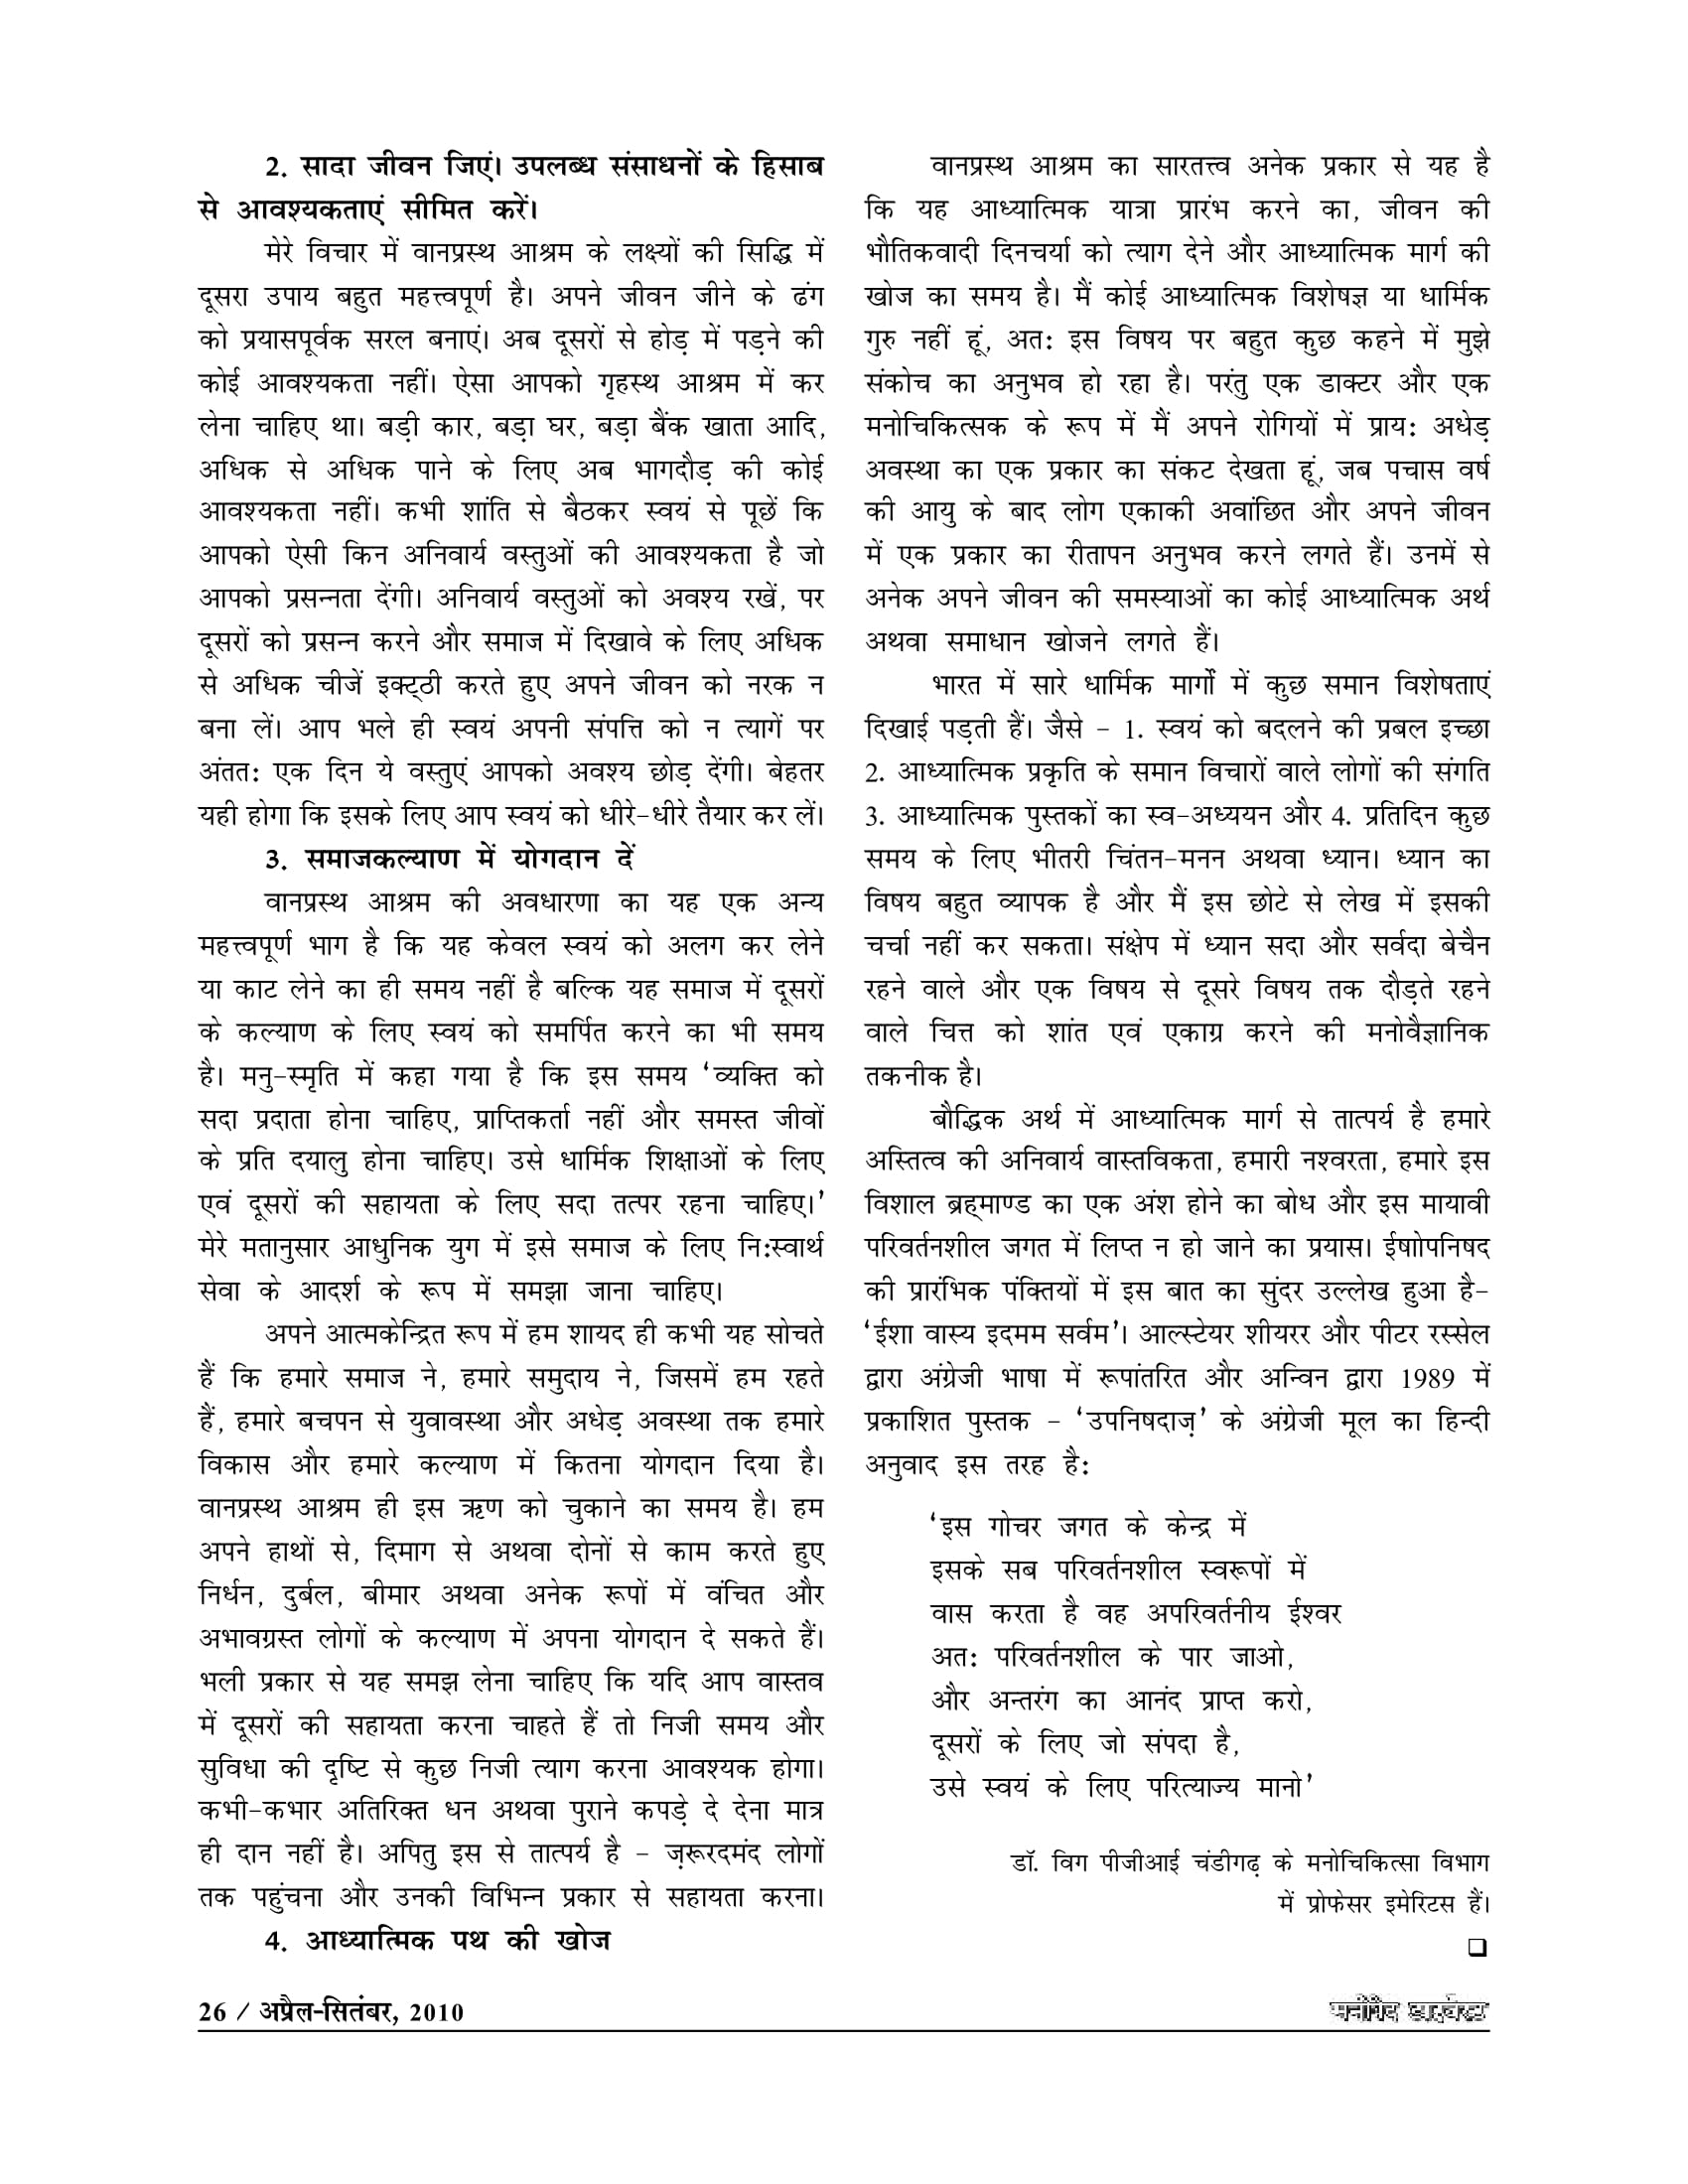 2. सादा जीवन जिएं। उपलब्ध संसाधनों के हिसाब
से आवश्यकताएं सीमित करें।
मेरे विचार में वानप्रस्थ आश्रम के लक्ष्यों की सिद्धि में
दूसरा उपाय बहुत महत्त्वपूर्ण है। अपने जीवन जीने के ढंग
को प्रयासपूर्वक सरल बनाएं। अब दूसरों से होड़ में पड़ने की
कोई आवश्यकता नहीं। ऐसा आपको गृहस्थ आश्रम में कर
लेना चाहिए था। बड़ी कार, बड़ा घर, बड़ा बैंक खाता आदि,
अधिक से अधिक पाने के लिए अब भागदौड़ की कोई
आवश्यकता नहीं। कभी शांति से बैठकर स्वयं से पूछें कि
आपको ऐसी किन अनिवार्य वस्तुओं की आवश्यकता है जो
आपको प्रसन्नता देंगी। अनिवार्य वस्तुओं को अवश्य रखें, पर
दूसरों को प्रसन्न करने और समाज में दिखावे के लिए अधिक
से अधिक चीजें इक्ट्ठी करते हुए अपने जीवन को नरक न
बना लें। आप भले ही स्वयं अपनी संपत्ति को न त्यागें पर
अंतत: एक दिन ये वस्तुएं आपको अवश्य छोड़ देंगी। बेहतर
यही होगा कि इसके लिए आप स्वयं को धीरे-धीरे तैयार कर लें।
3. समाजकल्याण में योगदान दें
वानप्रस्थ आश्रम की अवधारणा का यह एक अन्य
महत्त्वपूर्ण भाग है कि यह केवल स्वयं को अलग कर लेने
या काट लेने का ही समय नहीं है बल्कि यह समाज में दूसरों
के कल्याण के लिए स्वयं को समर्पित करने का भी समय
है। मनु-स्मृति में कहा गया है कि इस समय ‘व्यक्ति को
सदा प्रदाता होना चाहिए, प्राप्तिकर्ता नहीं और समस्त जीवों
के प्रति दयालु होना चाहिए। उसे धार्मिक शिक्षाओं के लिए
एवं दूसरों की सहायता के लिए सदा तत्पर रहना चाहिए।’
मेरे मतानुसार आधुनिक युग में इसे समाज के लिए नि:स्वार्थ
सेवा के आदर्श के रूप में समझा जाना चाहिए।
अपने आत्मकेन्द्रित रूप में हम शायद ही कभी यह सोचते
हैं कि हमारे समाज ने, हमारे समुदाय ने, जिसमें हम रहते
हैं, हमारे बचपन से युवावस्था और अधेड़ अवस्था तक हमारे
विकास और हमारे कल्याण में कितना योगदान दिया है।
वानप्रस्थ आश्रम ही इस ऋण को चुकाने का समय है। हम
अपने हाथों से, दिमाग से अथवा दोनों से काम करते हुए
निर्धन, दुर्बल, बीमार अथवा अनेक रूपों में वंचित और
अभावग्रस्त लोगों के कल्याण में अपना योगदान दे सकते हैं।
भली प्रकार से यह समझ लेना चाहिए कि यदि आप वास्तव
में दूसरों की सहायता करना चाहते हैं तो निजी समय और
सुविधा की दृष्टि से कुछ निजी त्याग करना आवश्यक होगा।
कभी-कभार अतिरिक्त धन अथवा पुराने कपड़े दे देना मात्र
ही दान नहीं है। अपितु इस से तात्पर्य है - ज़रूरदमंद लोगों
तक पहुंचना और उनकी विभिन्न प्रकार से सहायता करना।
4. आध्यात्मिक पथ की खोज
वानप्रस्थ आश्रम का सारतत्त्व अनेक प्रकार से यह है
कि यह आध्यात्मिक यात्रा प्रारंभ करने का, जीवन की
भौतिकवादी दिनचर्या को त्याग देने और आध्यात्मिक मार्ग की
खोज का समय है। मैं कोई आध्यात्मिक विशेषज्ञ या धार्मिक
गुरु नहीं हूं, अत: इस विषय पर बहुत कुछ कहने में मुझे
संकोच का अनुभव हो रहा है। परंतु एक डाक्टर और एक
मनोचिकित्सक के रूप में मैं अपने रोगियों में प्राय: अधेड़
अवस्था का एक प्रकार का संकट देखता हूं, जब पचास वर्ष
की आयु के बाद लोग एकाकी अवांछित और अपने जीवन
में एक प्रकार का रीतापन अनुभव करने लगते हैं। उनमें से
अनेक अपने जीवन की समस्याओं का कोई आध्यात्मिक अर्थ
अथवा समाधान खोजने लगते हैं।
भारत में सारे धार्मिक मार्गों में कुछ समान विशेषताएं
दिखाई पड़ती हैं। जैसे - 1. स्वयं को बदलने की प्रबल इच्छा
2. आध्यात्मिक प्रकृति के समान विचारों वाले लोगों की संगति
3. आध्यात्मिक पुस्तकों का स्व-अध्ययन और 4. प्रतिदिन कुछ
समय के लिए भीतरी चिंतन-मनन अथवा ध्यान। ध्यान का
विषय बहुत व्यापक है और मैं इस छोटे से लेख में इसकी
चर्चा नहीं कर सकता। संक्षेप में ध्यान सदा और सर्वदा बेचैन
रहने वाले और एक विषय से दूसरे विषय तक दौड़ते रहने
वाले चित्त को शांत एवं एकाग्र करने की मनोवैज्ञानिक
तकनीक है।
बौद्धिक अर्थ में आध्यात्मिक मार्ग से तात्पर्य है हमारे
अस्तित्व की अनिवार्य वास्तविकता, हमारी नश्वरता, हमारे इस
विशाल ब्रह्माण्ड का एक अंश होने का बोध और इस मायावी
परिवर्तनशील जगत में लिप्त न हो जाने का प्रयास। ईषाोपनिषद
की प्रारंभिक पंक्तियों में इस बात का सुंदर उल्लेख हुआ है-
‘ईशा वास्य इदमम सर्वम’। आल्स्टेयर शीयरर और पीटर रस्सेल
द्वारा अंग्रेजी भाषा में रूपांतरित और अन्विन द्वारा 1989 में
प्रकाशित पुस्तक - ‘उपनिषदाज़’ के अंग्रेजी मूल का हिन्दी
अनुवाद इस तरह है:
‘इस गोचर जगत के केन्द्र में
इसके सब परिवर्तनशील स्वरूपों में
वास करता है वह अपरिवर्तनीय ईश्वर
अत: परिवर्तनशील के पार जाओ,
और अन्तरंग का आनंद प्राप्त करो,
दूसरों के लिए जो संपदा है,
उसे स्वयं के लिए परित्याज्य मानो’
डॉ. विग पीजीआई चंडीगढ़ के मनोचिकित्सा विभाग
में प्रोफेसर इमेरिटस हैं।
26 / अप्रैल-सितंबर, 2010